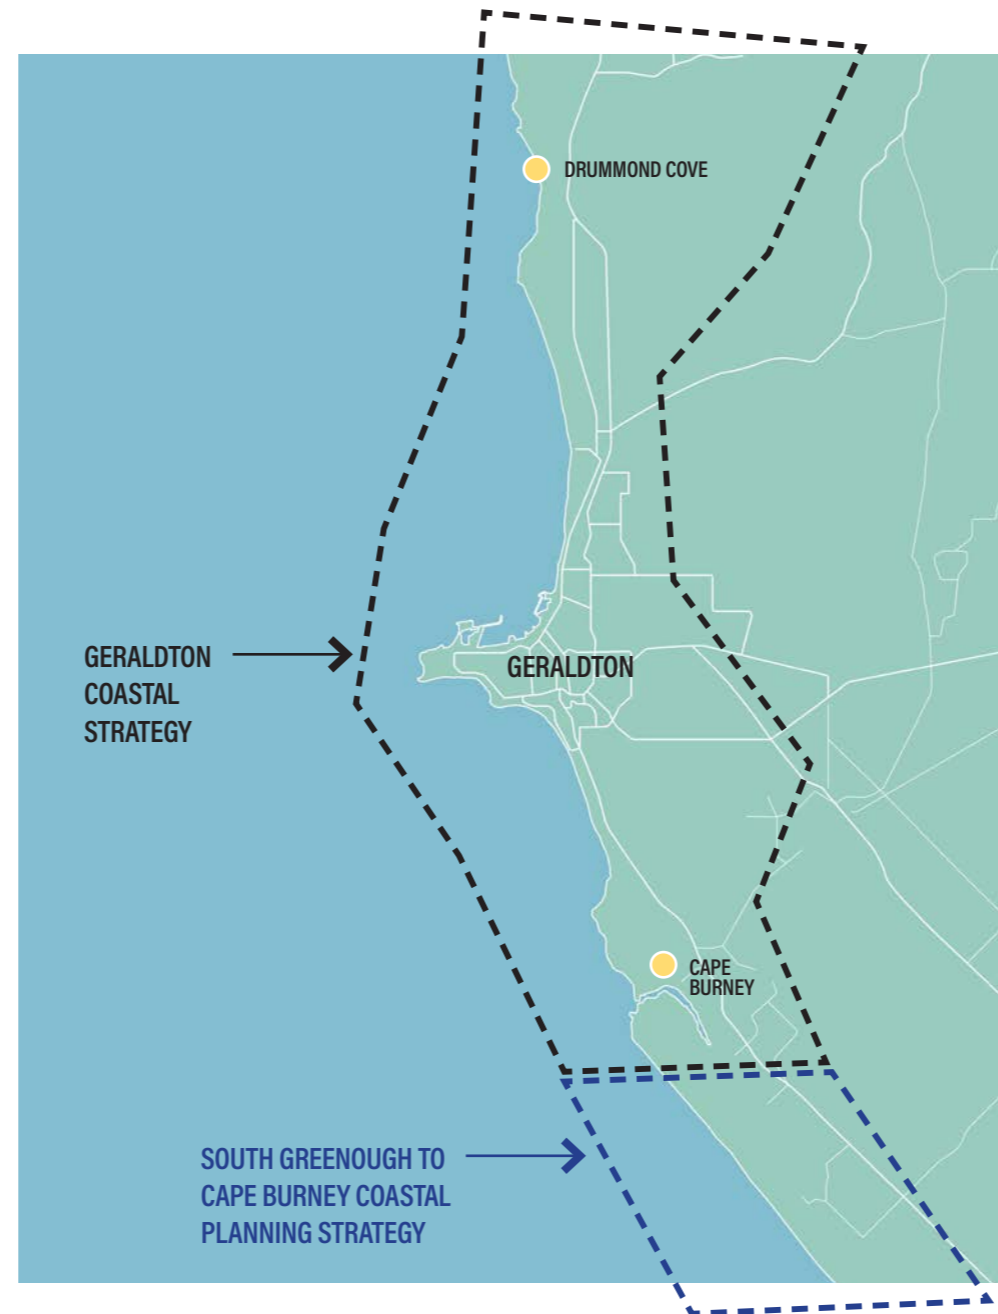 DRUMMOND COVE
GERALDTON
COASTAL
STRATEGY
GERALDTON
CAPE
BURNEY
SOUTH GREENOUGH TO
CAPE BURNEY COASTAL
PLANNING STRATEGY